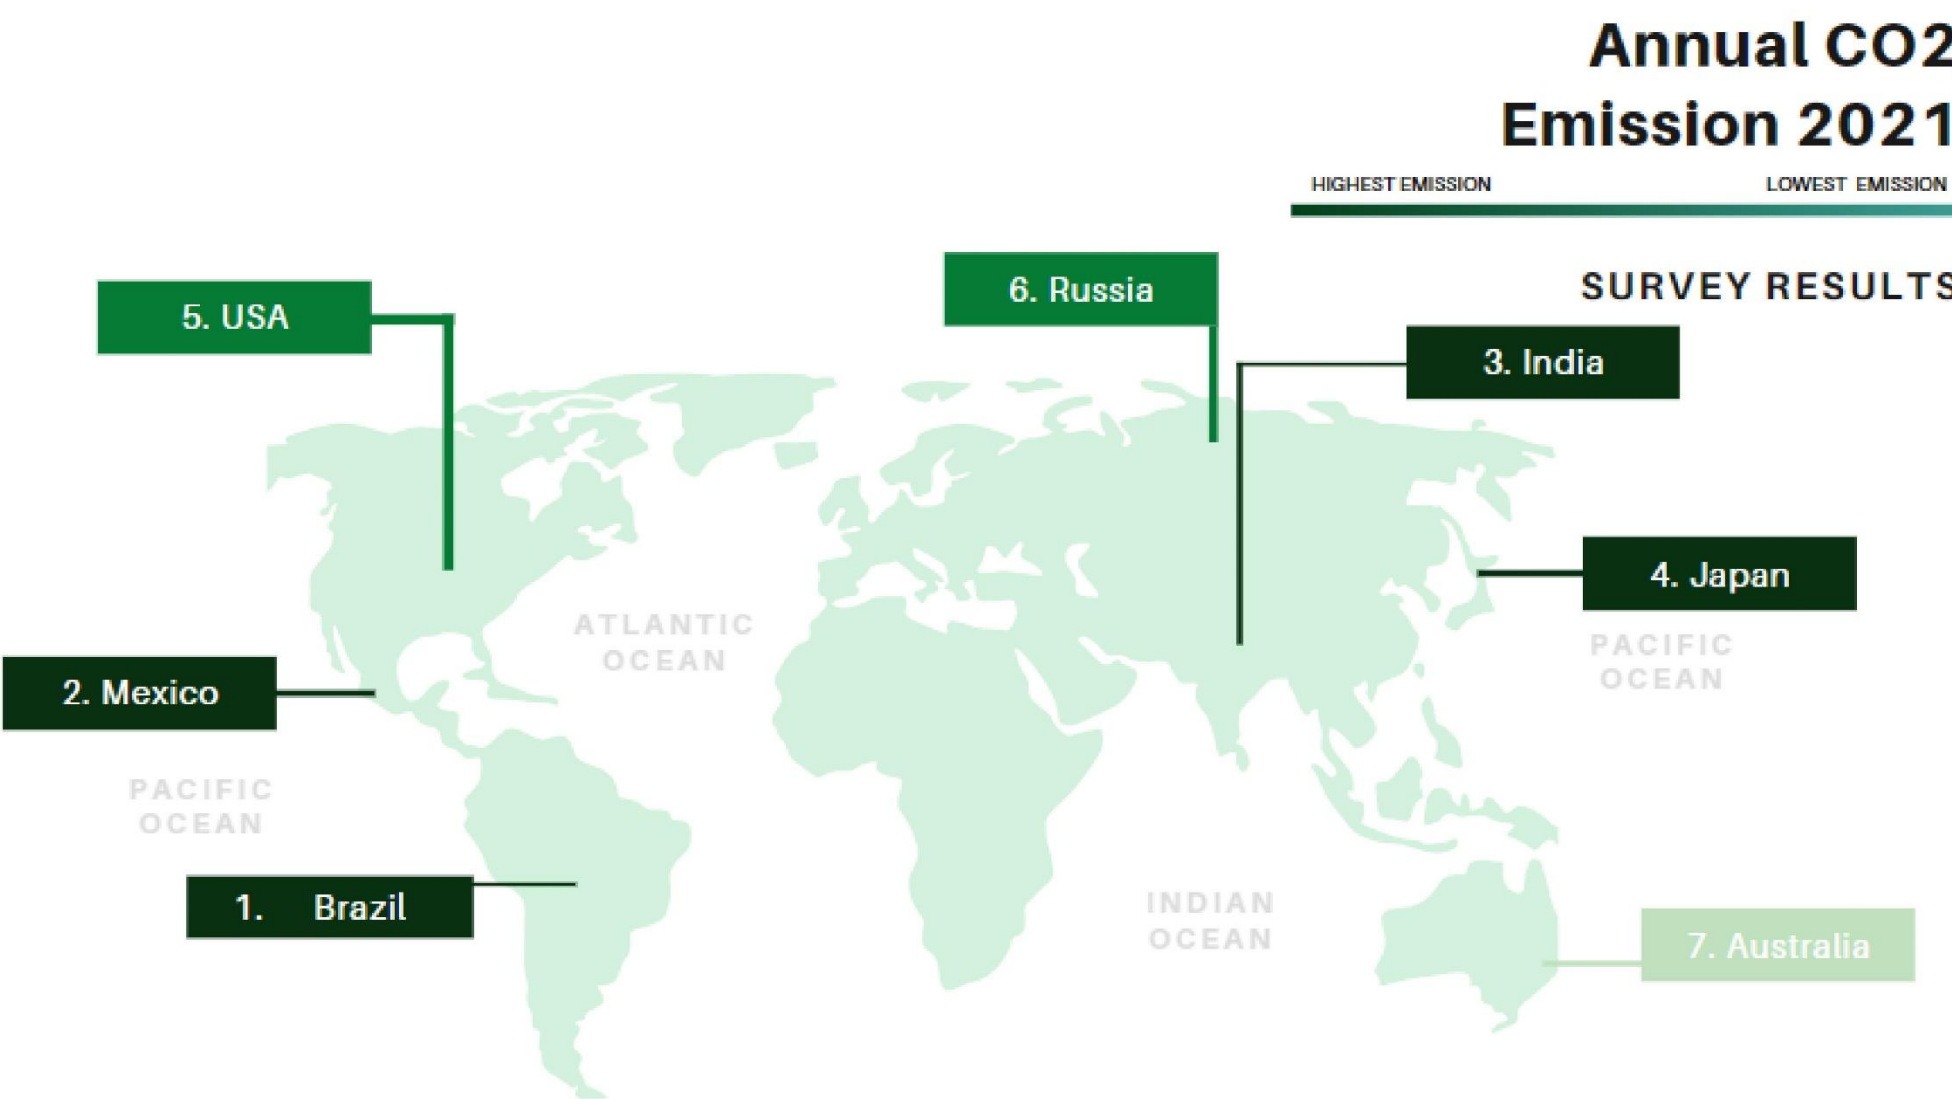 Annual CO2
Emission 2021
HIGHEST EMISSION LOWEST EMISSION
SURVEY RESULTS
6. Russia
5. USA
3. India
4. Japan
ATLANTIC
OCEAN
PACIFIC
OCEAN
2. Mexico
PACIFIC
OCEAN
1. Brazil
INDIAN
OCEAN
7. Australia